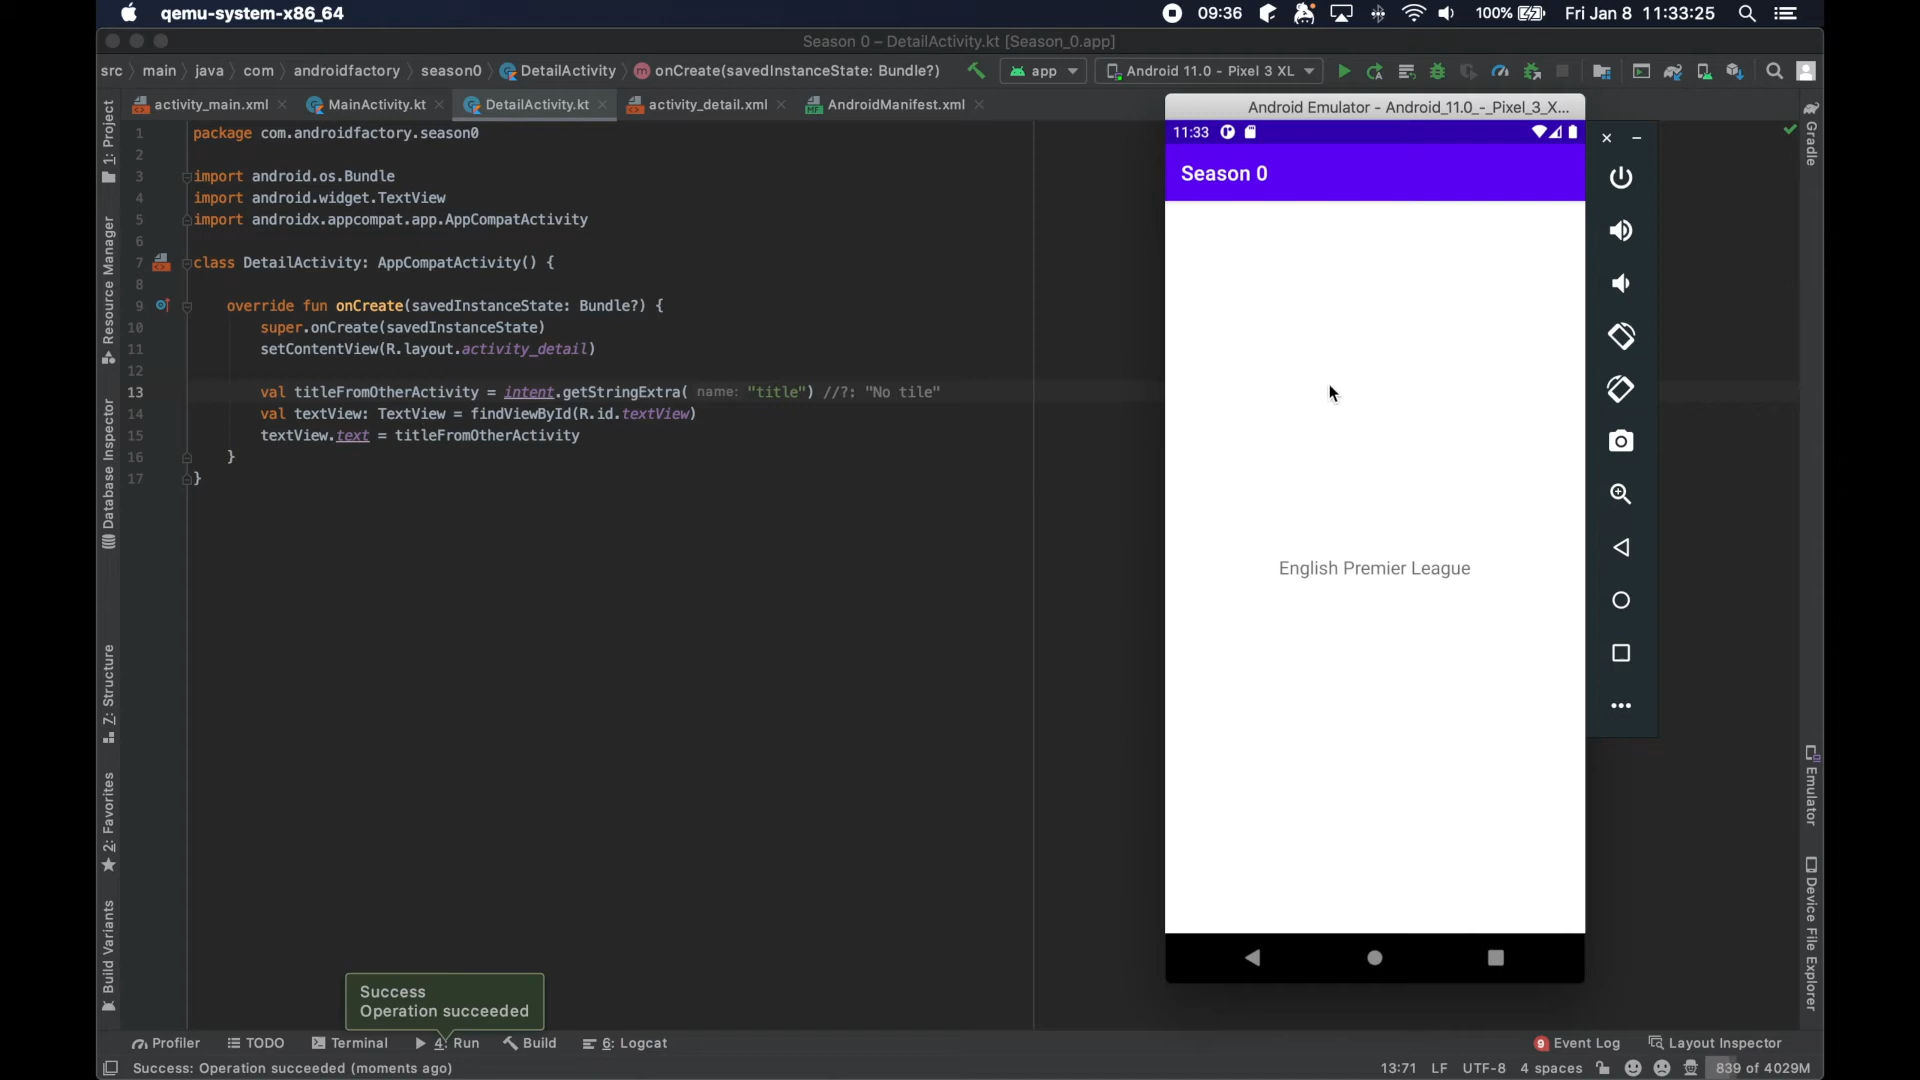 qemu-system-x86_64
09:36
100%
Fri Jan 8 11:33:25
Season 0 – DetailActivity.kt [Season_0.app]
src main java com androidfactory season0 DetailActivity onCreate(savedInstanceState: Bundle?)
app
Android 11.0 - Pixel 3 XL
activity_main.xml
MainActivity.kt
DetailActivity.kt
activity_detail.xml
AndroidManifest.xml
1: Project
Resource Manager
Database Inspector
Z: Structure
2: Favorites
Build Variants
1 package com.androidfactory.season0
2
3 import android.os.Bundle
4 import android.widget.TextView
5 import androidx.appcompat.app.AppCompatActivity
6
7 class DetailActivity: AppCompatActivity() {
8
9 override fun onCreate(savedInstanceState: Bundle?) {
10 super.onCreate(savedInstanceState)
11 setContentView(R.layout.activity_detail)
12
13 val titleFromOtherActivity = intent.getStringExtra( name: "title") //?: "No tile"
14 val textView: TextView = findViewById(R.id.textView)
15 textView.text = titleFromOtherActivity
16 }
17 }
Android Emulator - Android_11.0_-_Pixel_3_X...
11:33
Season 0
English Premier League
Gradle
Emulator
Device File Explorer
Success
Operation succeeded
Profiler
TODO
Terminal
4: Run
Build
6: Logcat
9 Event Log
Layout Inspector
Success: Operation succeeded (moments ago)
13:71 LF UTF-8 4 spaces
839 of 4029M